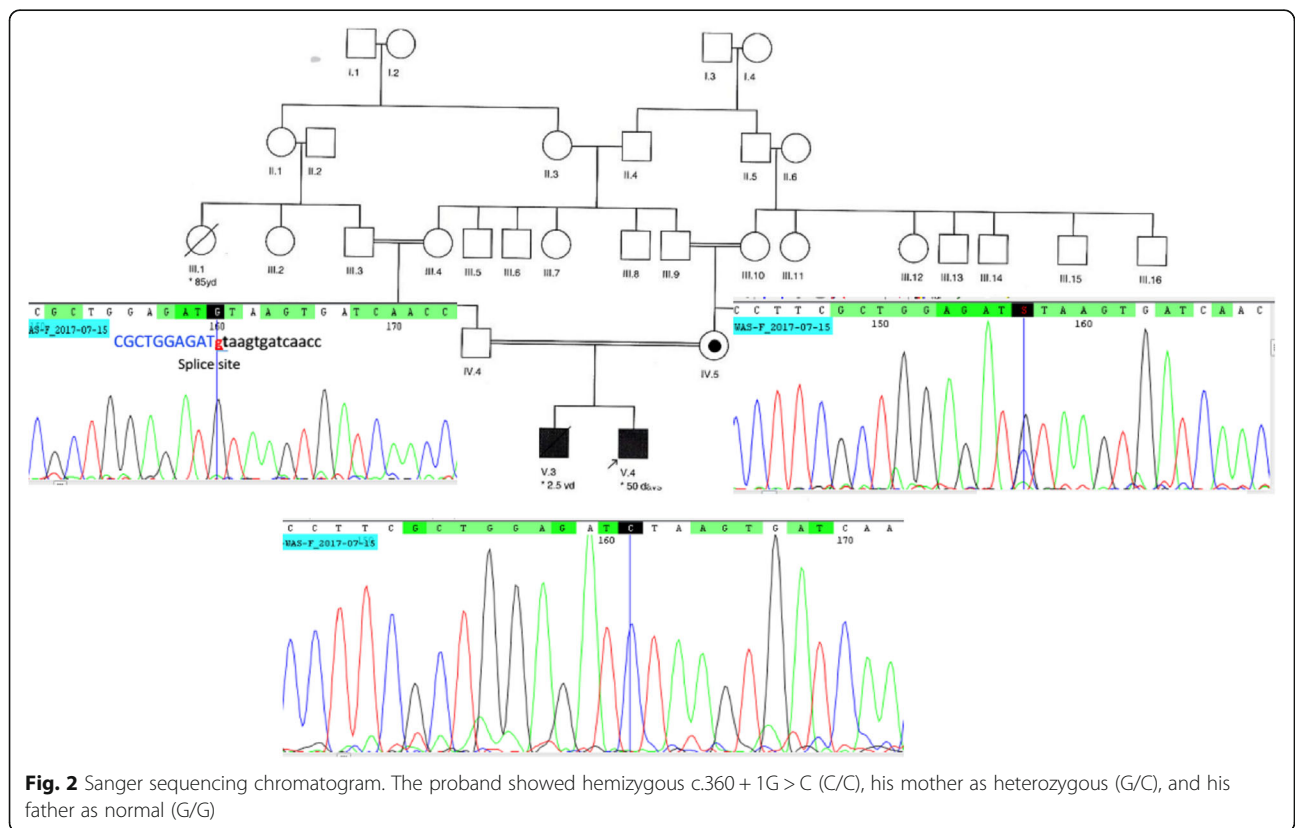 I.1 I.2 I.3 I.4
II.1 II.2 II.3 II.4 II.5 II.6
III.1 III.2 III.3 III.4 III.5 III.6 III.7 III.8 III.9 III.10 III.11 III.12 III.13 III.14 III.15 III.16
* 85yd
C G C T G G A G A T G T A A G T G A T C A A C C
160 170
AS-F_2017-07-15
CGCTGGAGATgtaagtgatcaacc
Splice site
C C T T C G C T G G A G A T S T A A G T G A T C A A C
150 160
WAS-F_2017-07-15
IV.4 IV.5
V.3 V.4
* 2.5 yd * 50 days
C C T T C G C T G G A G A T C T A A G T G A T C A A
160 170
-WAS-F_2017-07-15
Fig. 2 Sanger sequencing chromatogram. The proband showed hemizygous c.360 + 1G > C (C/C), his mother as heterozygous (G/C), and his
father as normal (G/G)